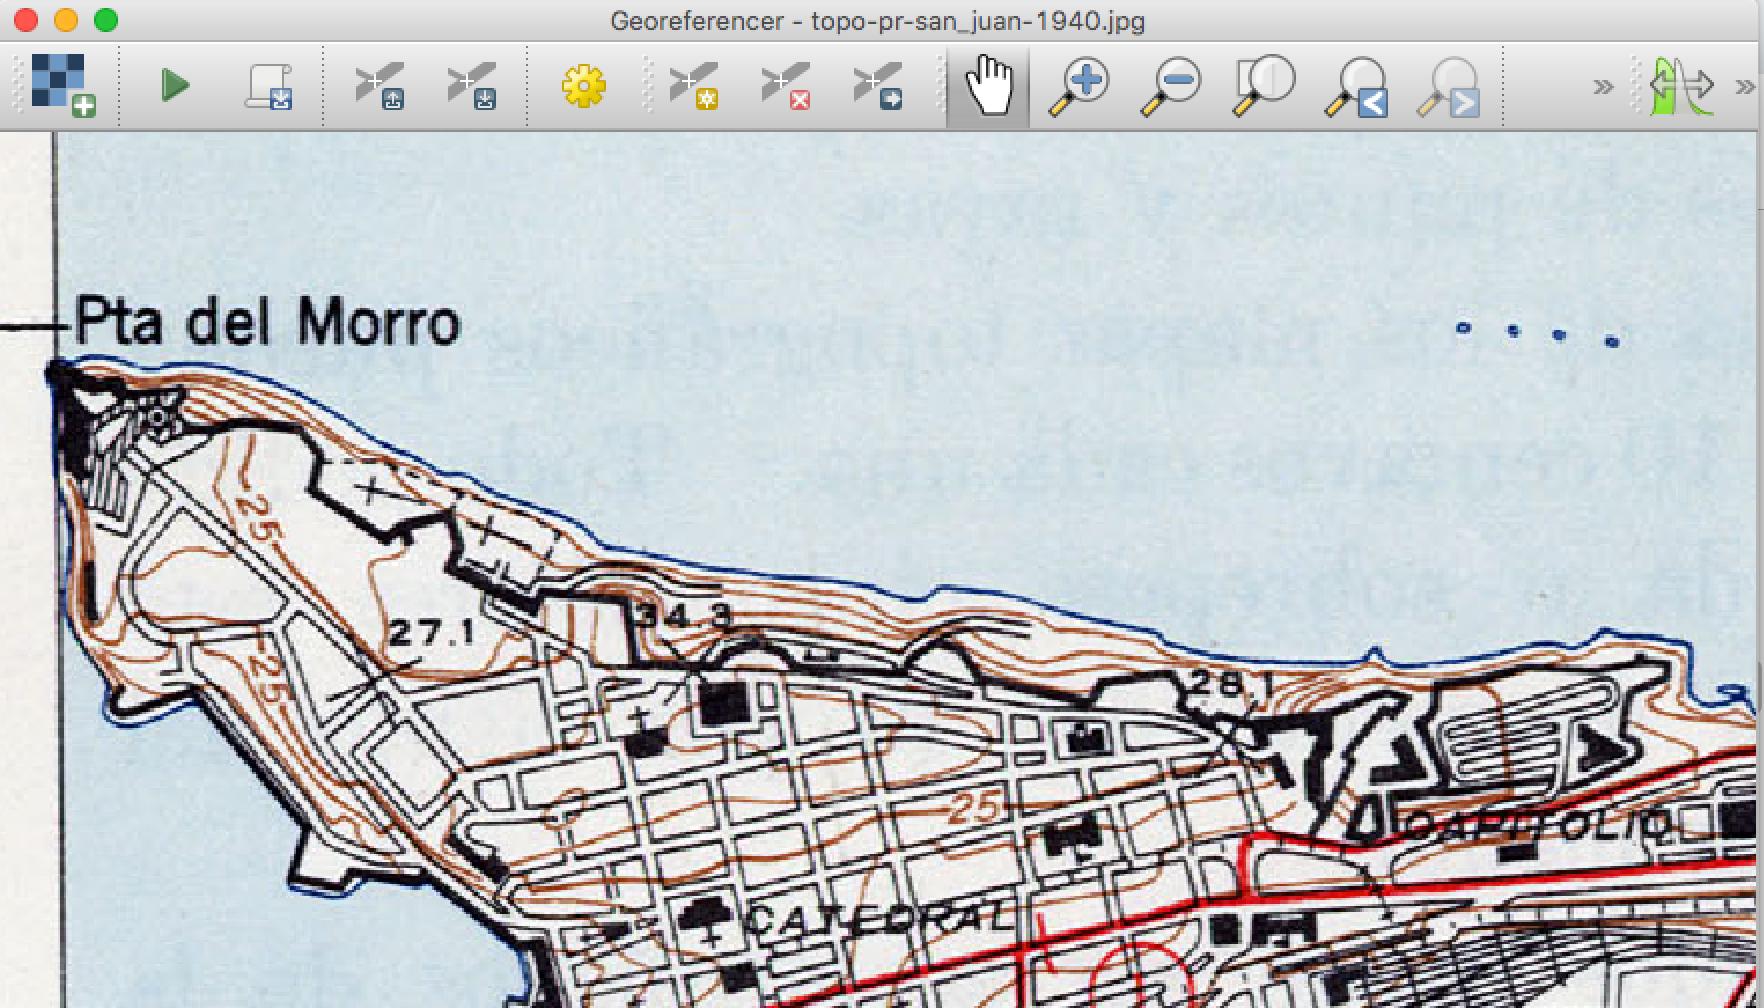 Georeferencer - topo-pr-san_juan-1940.jpg
Pta del Morro
25
27.1
34.3
25
28.1
25
CAPITOLIO
CATEDRAL